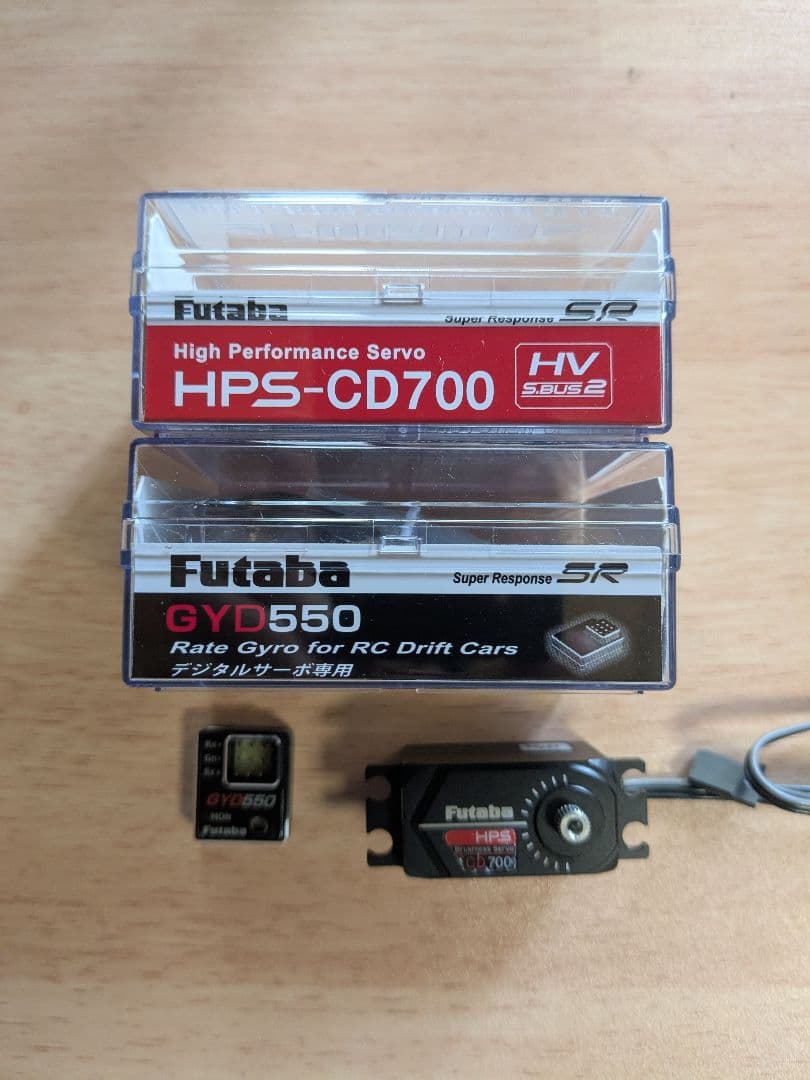 Futaba
Super Response SR
High Performance Servo
HPS-CD700
HV
S.BUS2
Futaba
Super Response SR
GYD550
Rate Gyro for RC Drift Cars
デジタルサーボ専用
GYD550
MON
Futaba
Futaba
HPS
Brushless Servo
CD700